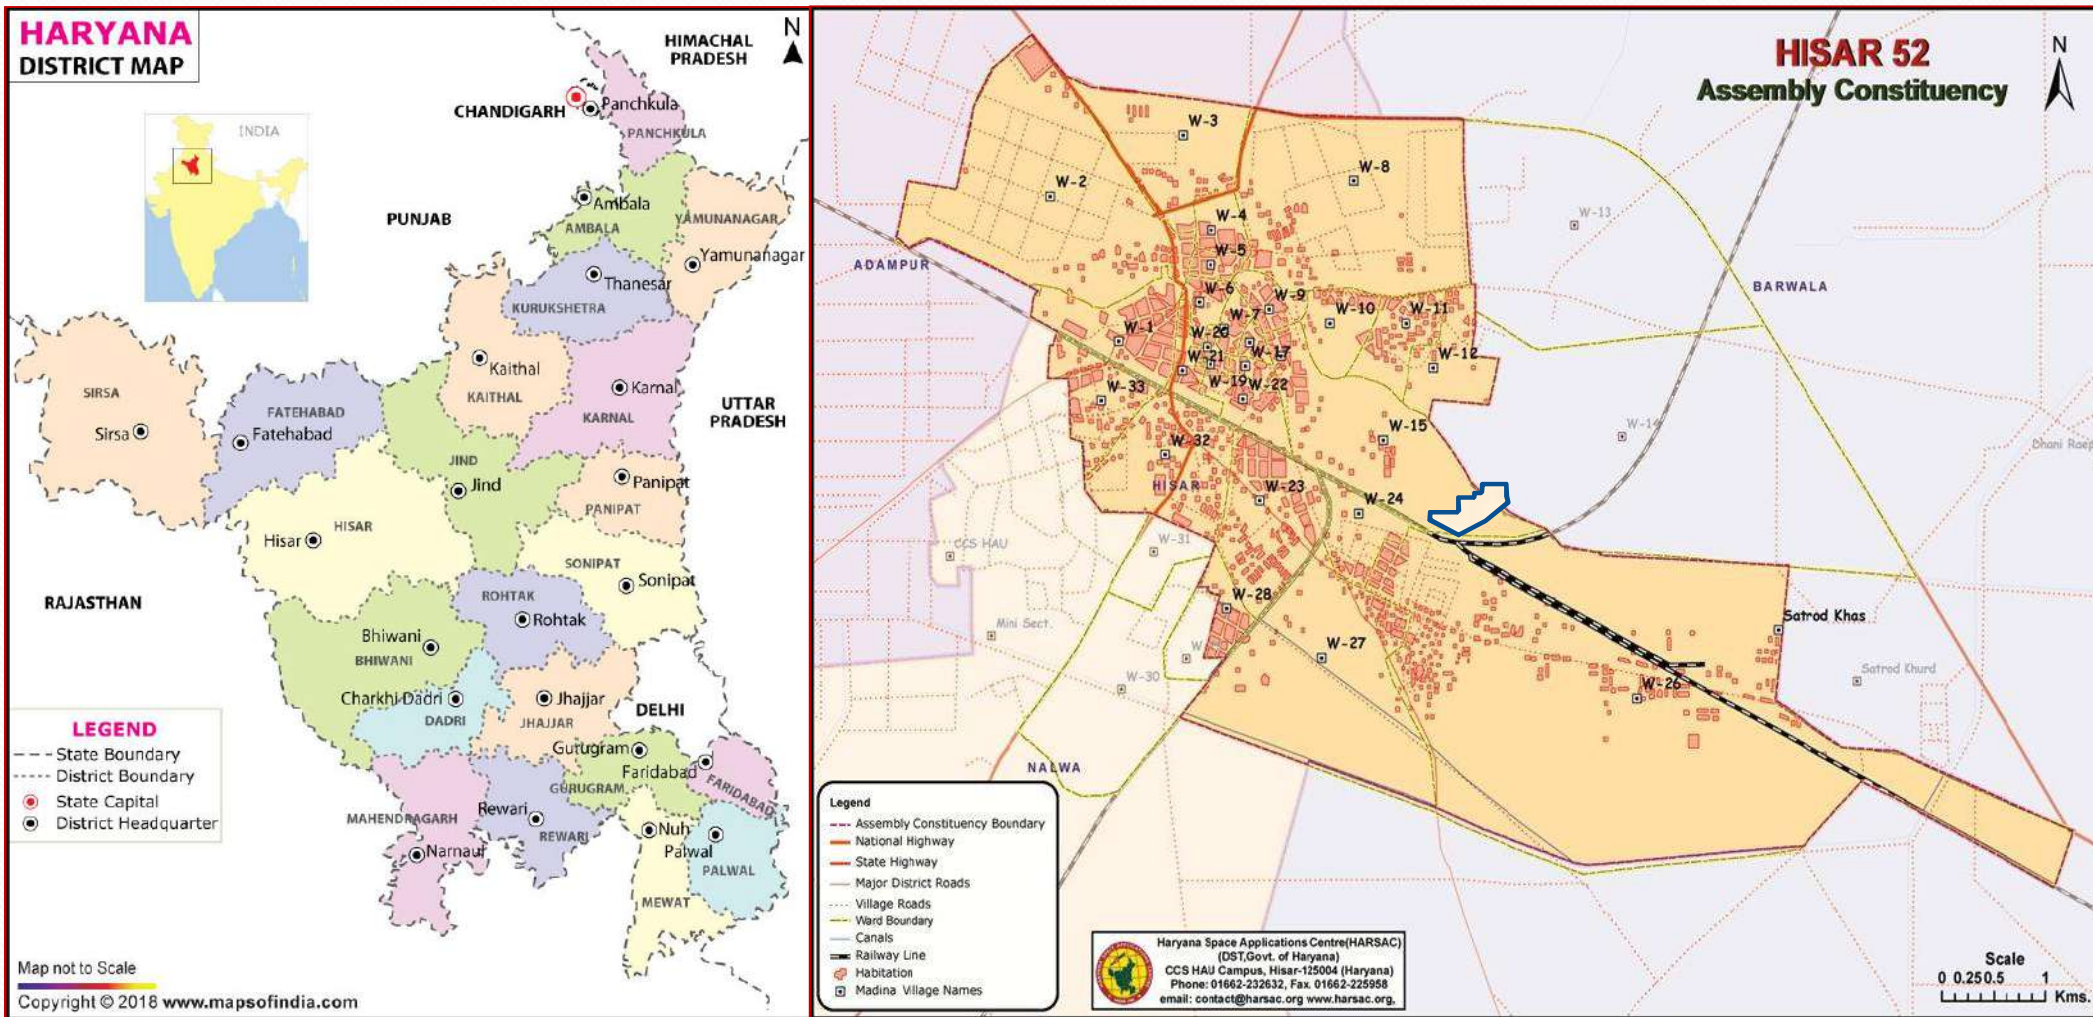 HARYANA
DISTRICT MAP
N
HIMACHAL
PRADESH
CHANDIGARH
Panchkula
PANCHKULA
INDIA
PUNJAB
Ambala
AMBALA
YAMUNANAGAR
Yamunanagar
Thanesar
KURUKSHETRA
Kaithal
KAITHAL
Karnal
KARNAL
UTTAR
PRADESH
SIRSA
Sirsa
FATEHABAD
Fatehabad
JIND
Jind
Panipat
PANIPAT
HISAR
Hisar
SONIPAT
Sonipat
RAJASTHAN
ROHTAK
Rohtak
Bhiwani
BHIWANI
Charkhi Dadri
DADRI
Jhajjar
JHAJJAR
DELHI
Gurugram
GURUGRAM
Faridabad
FARIDABAD
MAHENDRAGARH
Narnaul
Rewari
REWARI
Nuh
Palwal
PALWAL
MEWAT
LEGEND
State Boundary
District Boundary
State Capital
District Headquarter
Map not to Scale
Copyright © 2018 www.mapsofindia.com
HISAR 52
Assembly Constituency
N
W-3
W-2
W-8
W-13
W-4
W-5
ADAMPUR
BARWALA
W-6
W-9
W-7
W-10
W-11
W-1
W-20
W-17
W-12
W-21
W-19
W-22
W-33
W-15
W-14
W-32
Dhani Raep
HISAR
W-23
W-24
CCS HAU
W-31
W-28
Mini Sect.
Satrod Khas
W
W-27
W-30
Satrod Khurd
W-26
NALWA
Legend
Assembly Constituency Boundary
National Highway
State Highway
Major District Roads
Village Roads
Ward Boundary
Canals
Railway Line
Habitation
Madina Village Names
Haryana Space Applications Centre(HARSAC)
(DST,Govt. of Haryana)
CCS HAU Campus, Hisar-125004 (Haryana)
Phone: 01662-232632, Fax. 01662-225958
email: contact@harsac.org www.harsac.org,
Scale
0 0.25 0.5 1
Kms.